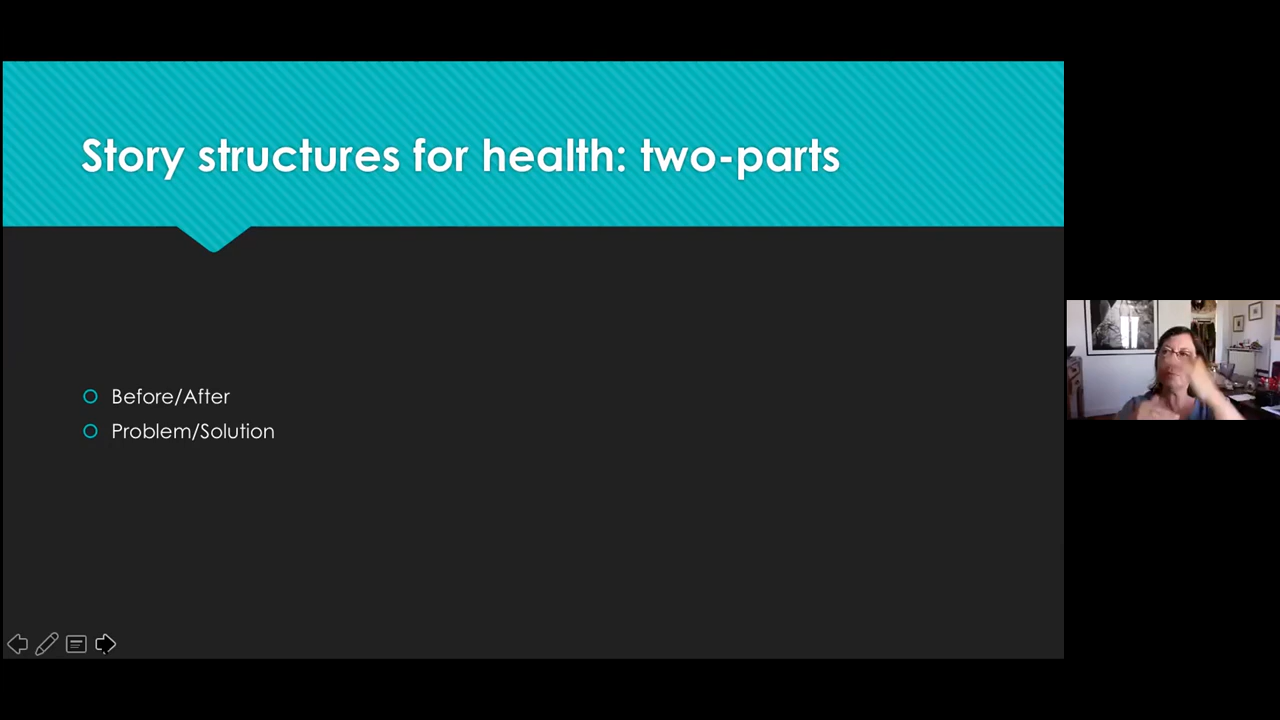 Story structures for health: two-parts
Before/After
Problem/Solution